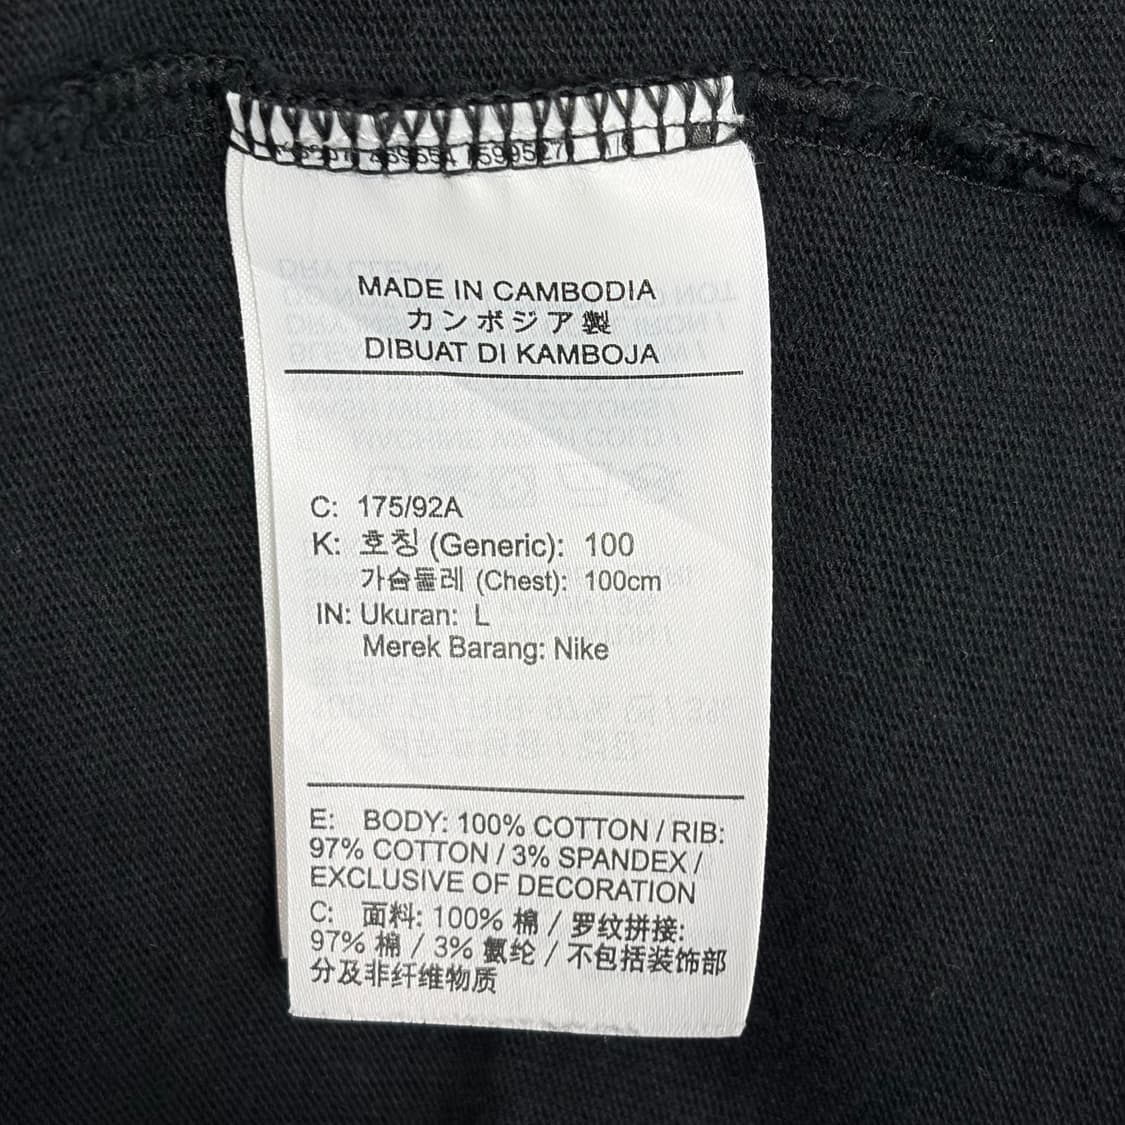 MADE IN CAMBODIA
カンボジア製
DIBUAT DI KAMBOJA
C: 175/92A
K: 호칭 (Generic): 100
가슴둘레 (Chest): 100cm
IN: Ukuran: L
Merek Barang: Nike
E: BODY: 100% COTTON / RIB:
97% COTTON / 3% SPANDEX /
EXCLUSIVE OF DECORATION
C: 面料: 100% 棉 / 罗纹拼接:
97% 棉 / 3% 氨纶 / 不包括装饰部
分及非纤维物质